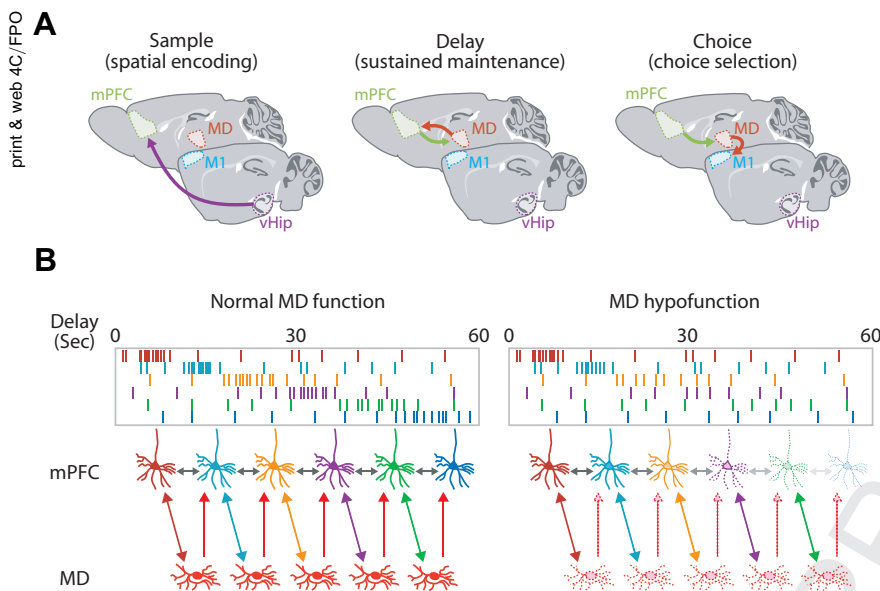 print & web 4C/FPO
A
Sample
(spatial encoding)
Delay
(sustained maintenance)
Choice
(choice selection)
mPFC
MD
M1
vHip
mPFC
MD
M1
vHip
mPFC
MD
M1
vHip
B
Normal MD function
MD hypofunction
Delay
(Sec)
0
30
60
0
30
60
mPFC
MD